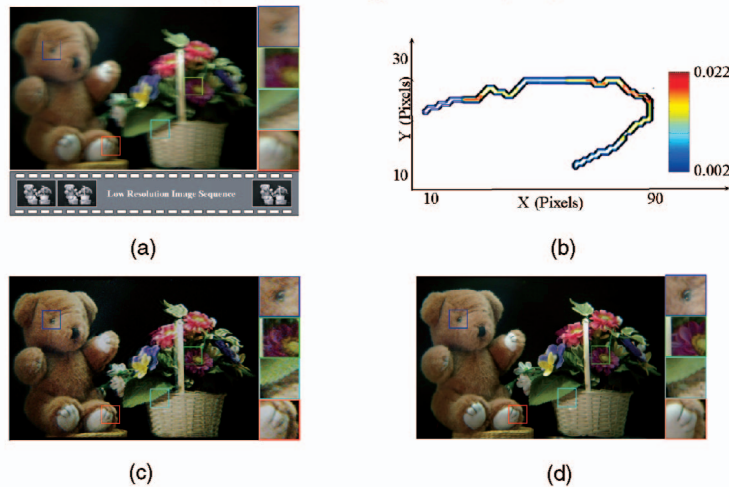 Low Resolution Image Sequence
(a)
30
Y (Pixels)
10
10
X (Pixels)
90
0.022
0.002
(b)
(c)
(d)